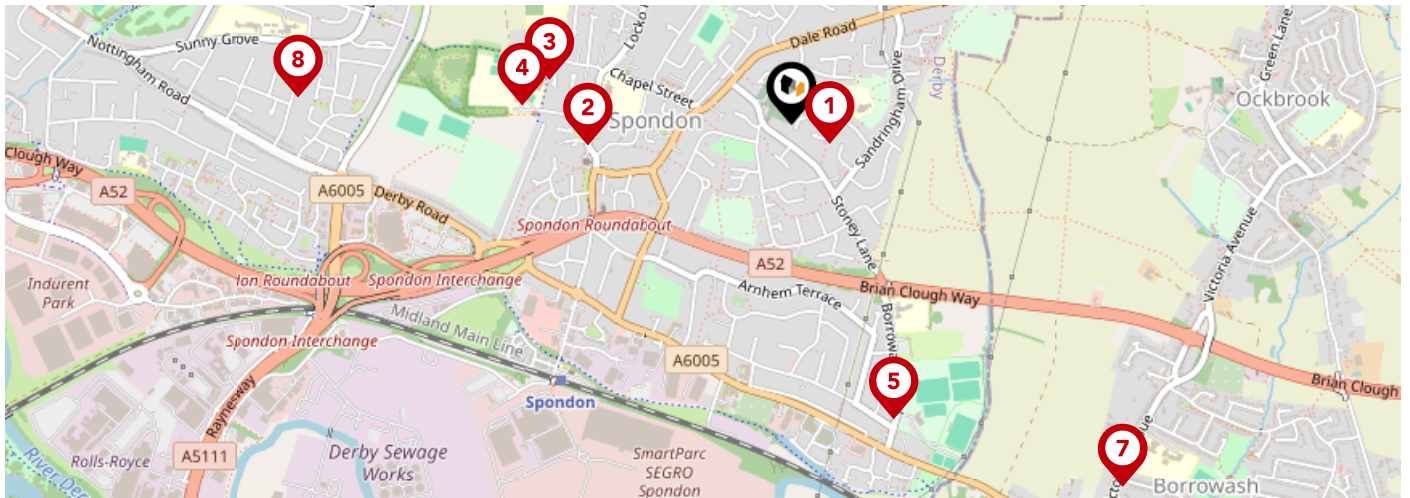 Sunny Grove
Nottingham Road
8
3
4
Locko
Chapel Street
2
Spondon
Dale Road
1
Sandringham Drive
Derby
Green Lane
Ockbrook
Clough Way
A52
A6005
Derby Road
Spondon Roundabout
Stoney Lane
Victoria Avenue
Indurent
Park
Ion Roundabout
Spondon Interchange
A52
Arnhem Terrace
Brian Clough Way
Midland Main Line
Spondon Interchange
A6005
Borrowa
5
Brian Clough
Spondon
Raynesway
A5111
Rolls-Royce
River Der
Derby Sewage
Works
SmartParc
SEGRO
Spondon
7
Borrowash